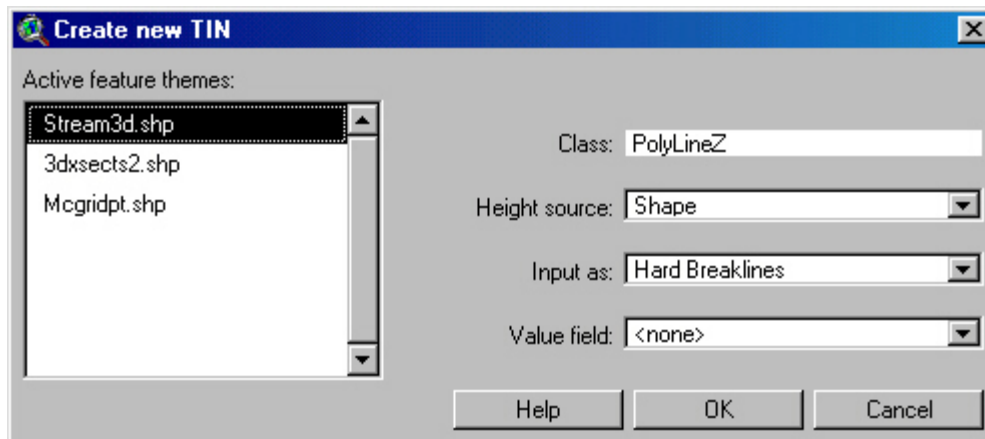 Create new TIN
Active feature themes:
Stream3d.shp
3dxsects2.shp
Mcgridpt.shp
Class: PolyLineZ
Height source: Shape
Input as: Hard Breaklines
Value field: <none>
Help OK Cancel